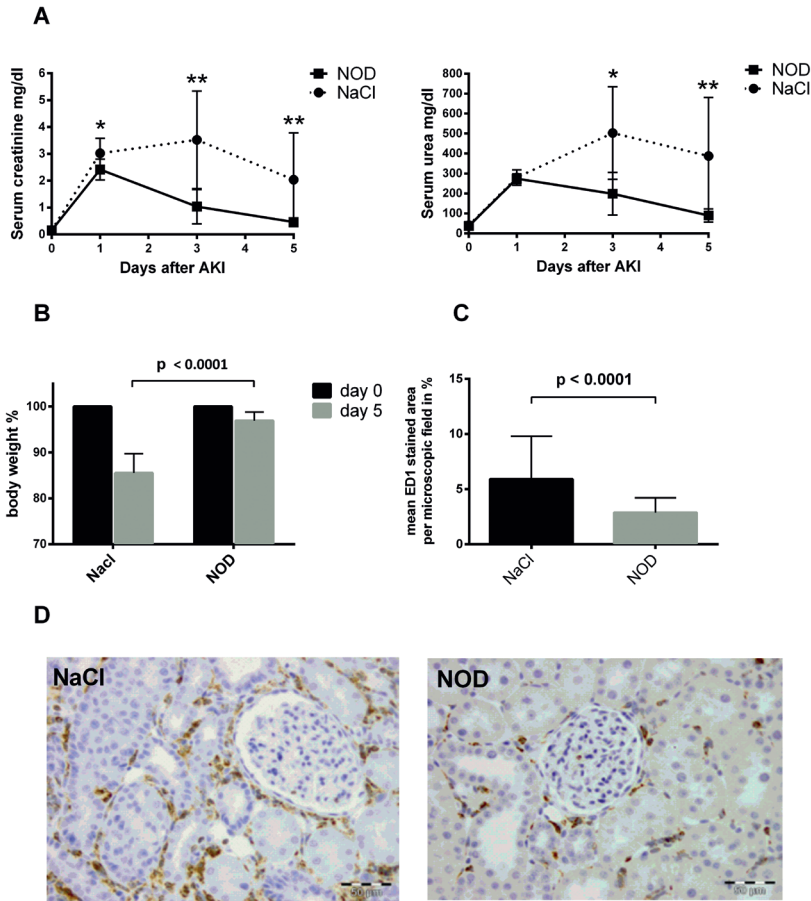 A
NOD
NaCl
Serum creatinine mg/dl
6
5
4
3
2
1
0
*
**
**
0 1 2 3 4 5
Days after AKI
NOD
NaCl
Serum urea mg/dl
800
700
600
500
400
300
200
100
0
*
**
0 1 2 3 4 5
Days after AKI
B
p < 0.0001
day 0
day 5
body weight %
100
90
80
70
NaCl
NOD
C
p < 0.0001
mean ED1 stained area
per microscopic field in %
15
10
5
0
NaCl
NOD
D
NaCl
50 µm
NOD
50 µm